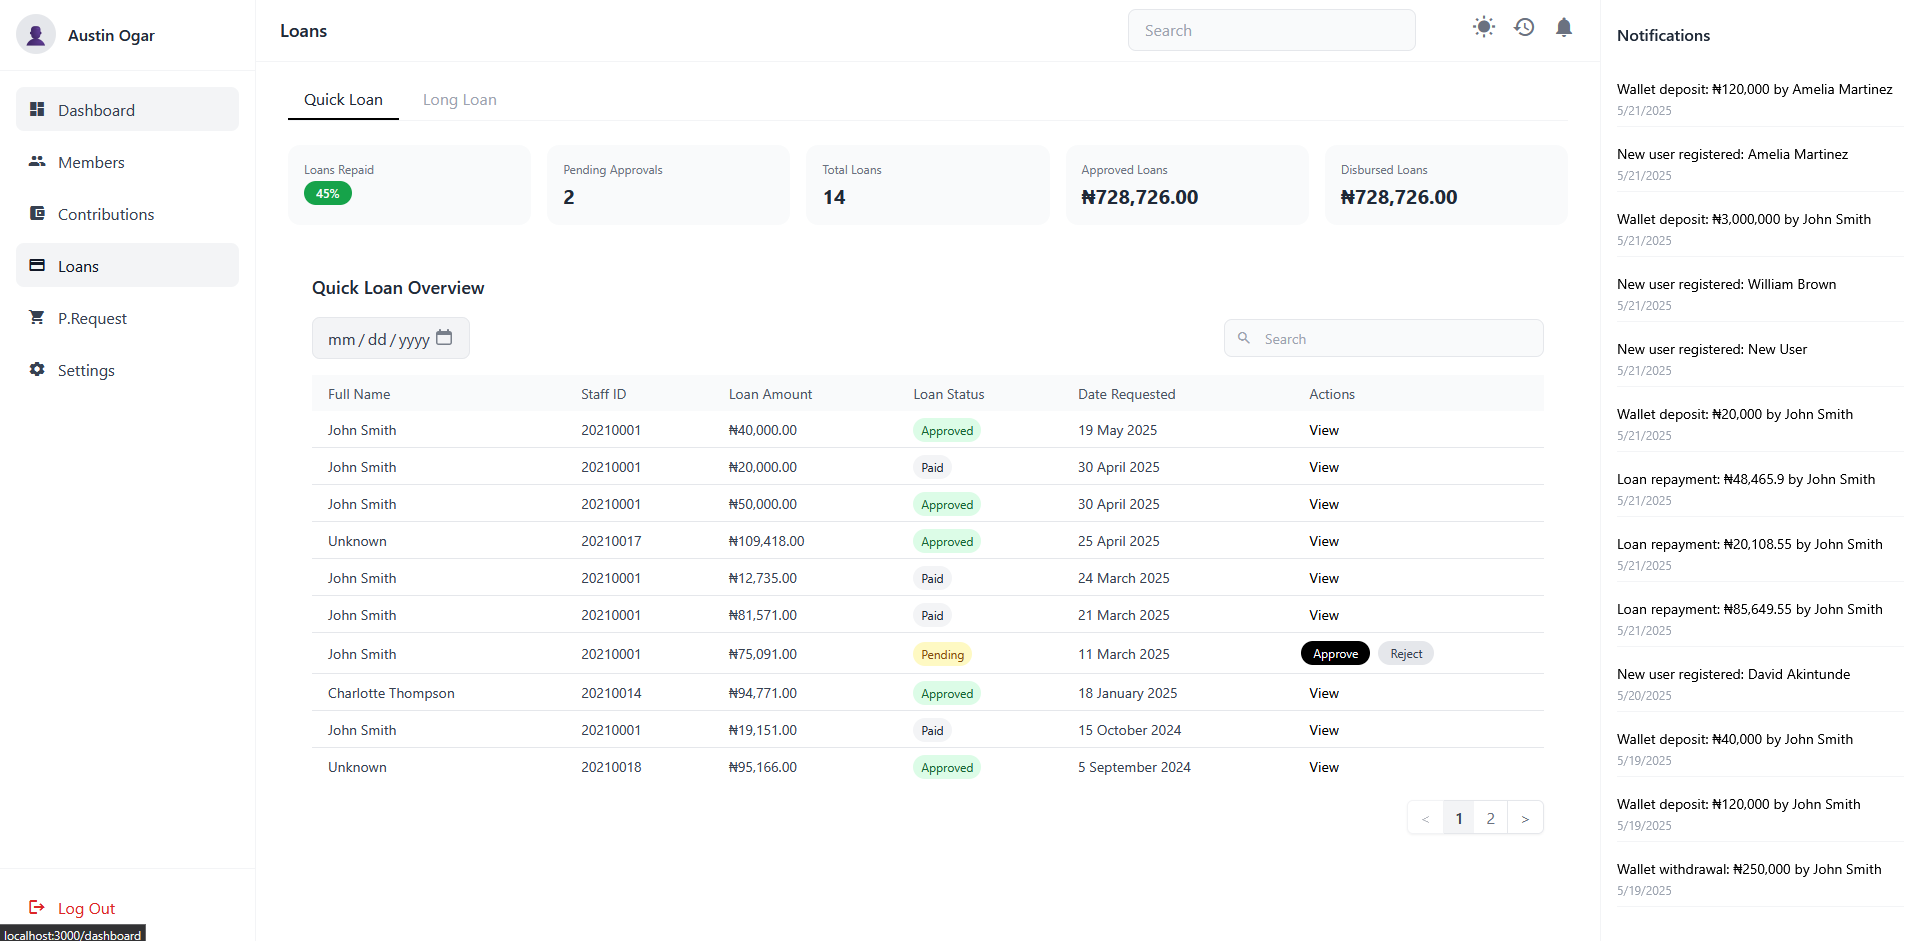 Austin Ogar
Dashboard
Members
Contributions
Loans
P.Request
Settings
Log Out
localhost:3000/dashboard
Loans
Search
Quick Loan Long Loan
Loans Repaid
45%
Pending Approvals
2
Total Loans
14
Approved Loans
₦728,726.00
Disbursed Loans
₦728,726.00
Quick Loan Overview
mm/dd/yyyy
Search
Full Name Staff ID Loan Amount Loan Status Date Requested Actions
John Smith 20210001 ₦40,000.00 Approved 19 May 2025 View
John Smith 20210001 ₦20,000.00 Paid 30 April 2025 View
John Smith 20210001 ₦50,000.00 Approved 30 April 2025 View
Unknown 20210017 ₦109,418.00 Approved 25 April 2025 View
John Smith 20210001 ₦12,735.00 Paid 24 March 2025 View
John Smith 20210001 ₦81,571.00 Paid 21 March 2025 View
John Smith 20210001 ₦75,091.00 Pending 11 March 2025 Approve Reject
Charlotte Thompson 20210014 ₦94,771.00 Approved 18 January 2025 View
John Smith 20210001 ₦19,151.00 Paid 15 October 2024 View
Unknown 20210018 ₦95,166.00 Approved 5 September 2024 View
< 1 2 >
Notifications
Wallet deposit: ₦120,000 by Amelia Martinez
5/21/2025
New user registered: Amelia Martinez
5/21/2025
Wallet deposit: ₦3,000,000 by John Smith
5/21/2025
New user registered: William Brown
5/21/2025
New user registered: New User
5/21/2025
Wallet deposit: ₦20,000 by John Smith
5/21/2025
Loan repayment: ₦48,465.9 by John Smith
5/21/2025
Loan repayment: ₦20,108.55 by John Smith
5/21/2025
Loan repayment: ₦85,649.55 by John Smith
5/21/2025
New user registered: David Akintunde
5/20/2025
Wallet deposit: ₦40,000 by John Smith
5/19/2025
Wallet deposit: ₦120,000 by John Smith
5/19/2025
Wallet withdrawal: ₦250,000 by John Smith
5/19/2025